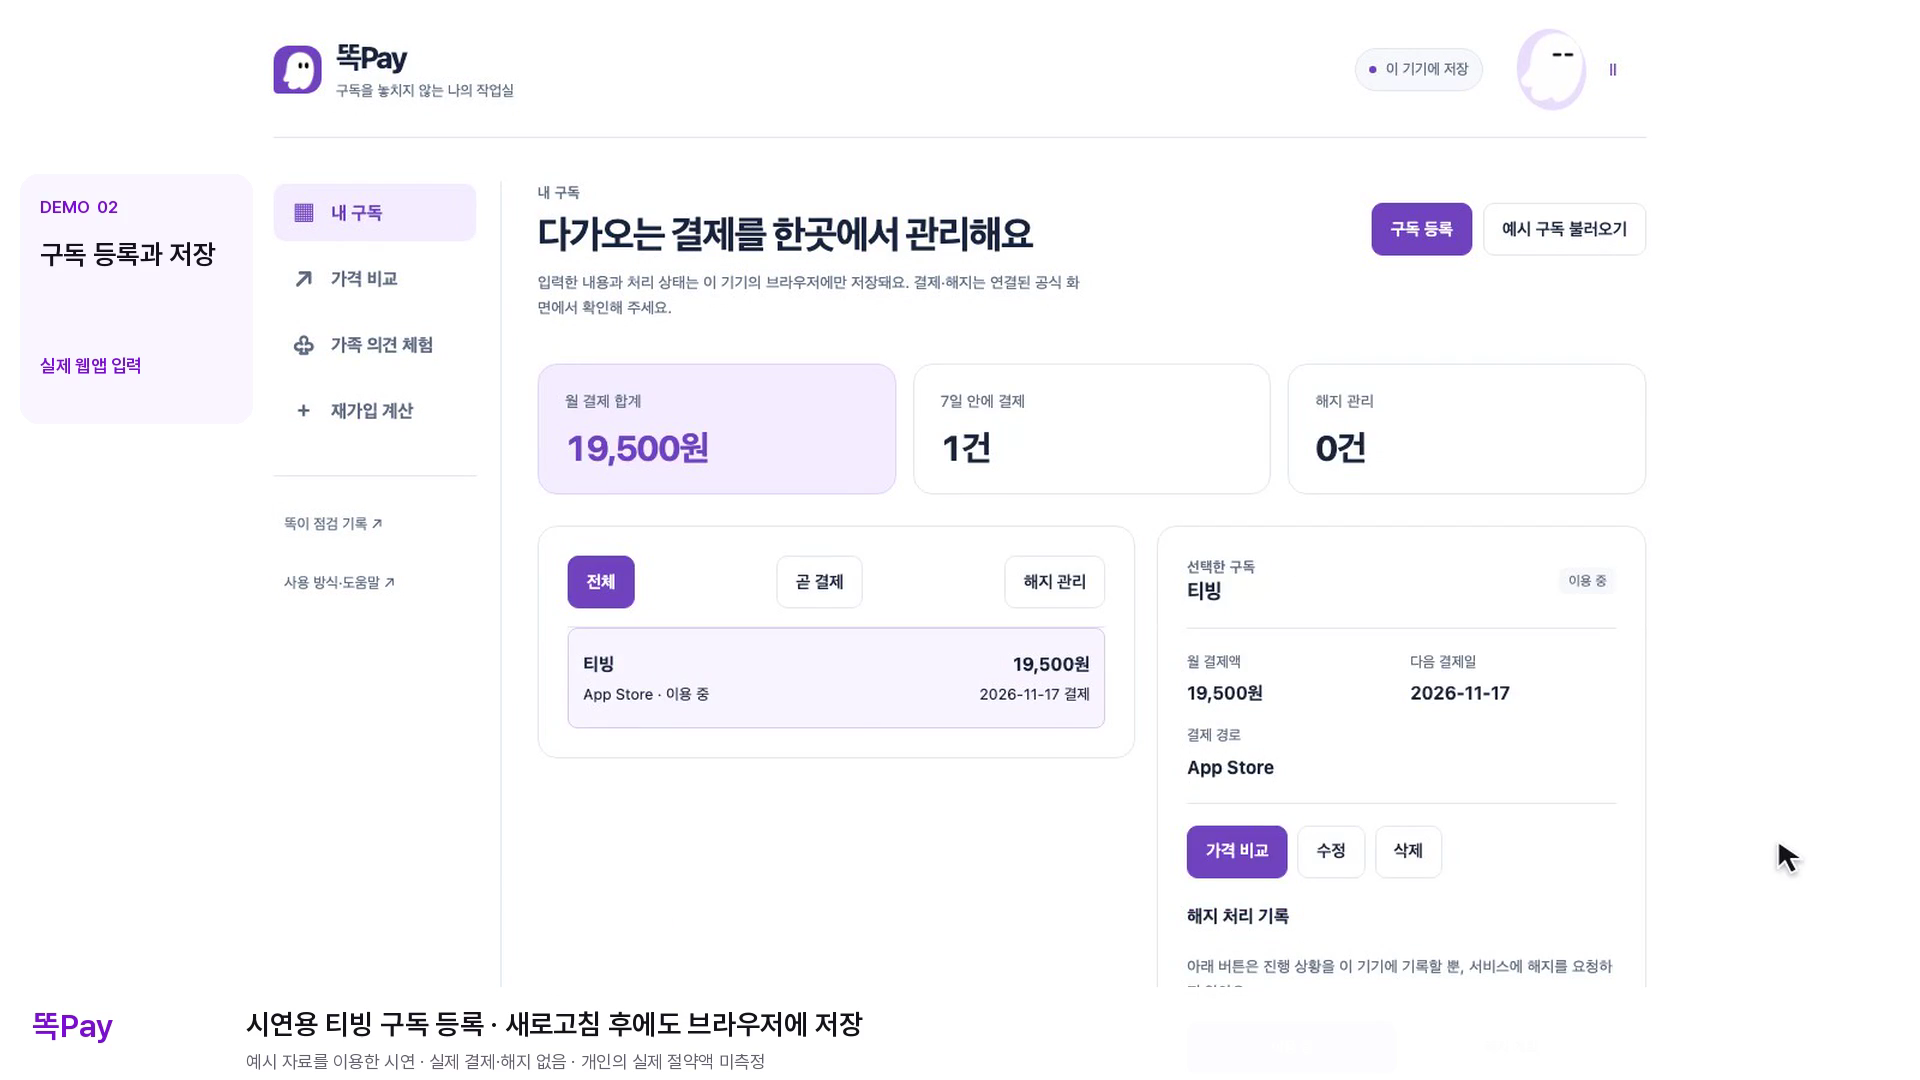 똑Pay
구독을 놓치지 않는 나의 작업실
이 기기에 저장
DEMO 02
구독 등록과 저장
실제 웹앱 입력
내 구독
가격 비교
가족 의견 체험
재가입 계산
똑이 점검 기록 ↗
사용 방식·도움말 ↗
내 구독
다가오는 결제를 한곳에서 관리해요
입력한 내용과 처리 상태는 이 기기의 브라우저에만 저장돼요. 결제·해지는 연결된 공식 화
면에서 확인해 주세요.
구독 등록
예시 구독 불러오기
월 결제 합계
19,500원
7일 안에 결제
1건
해지 관리
0건
전체
곧 결제
해지 관리
티빙
19,500원
App Store · 이용 중
2026-11-17 결제
선택한 구독
티빙
이용 중
월 결제액
다음 결제일
19,500원
2026-11-17
결제 경로
App Store
가격 비교
수정
삭제
해지 처리 기록
아래 버튼은 진행 상황을 이 기기에 기록할 뿐, 서비스에 해지를 요청하
똑Pay
시연용 티빙 구독 등록 · 새로고침 후에도 브라우저에 저장
예시 자료를 이용한 시연 · 실제 결제·해지 없음 · 개인의 실제 절약액 미측정